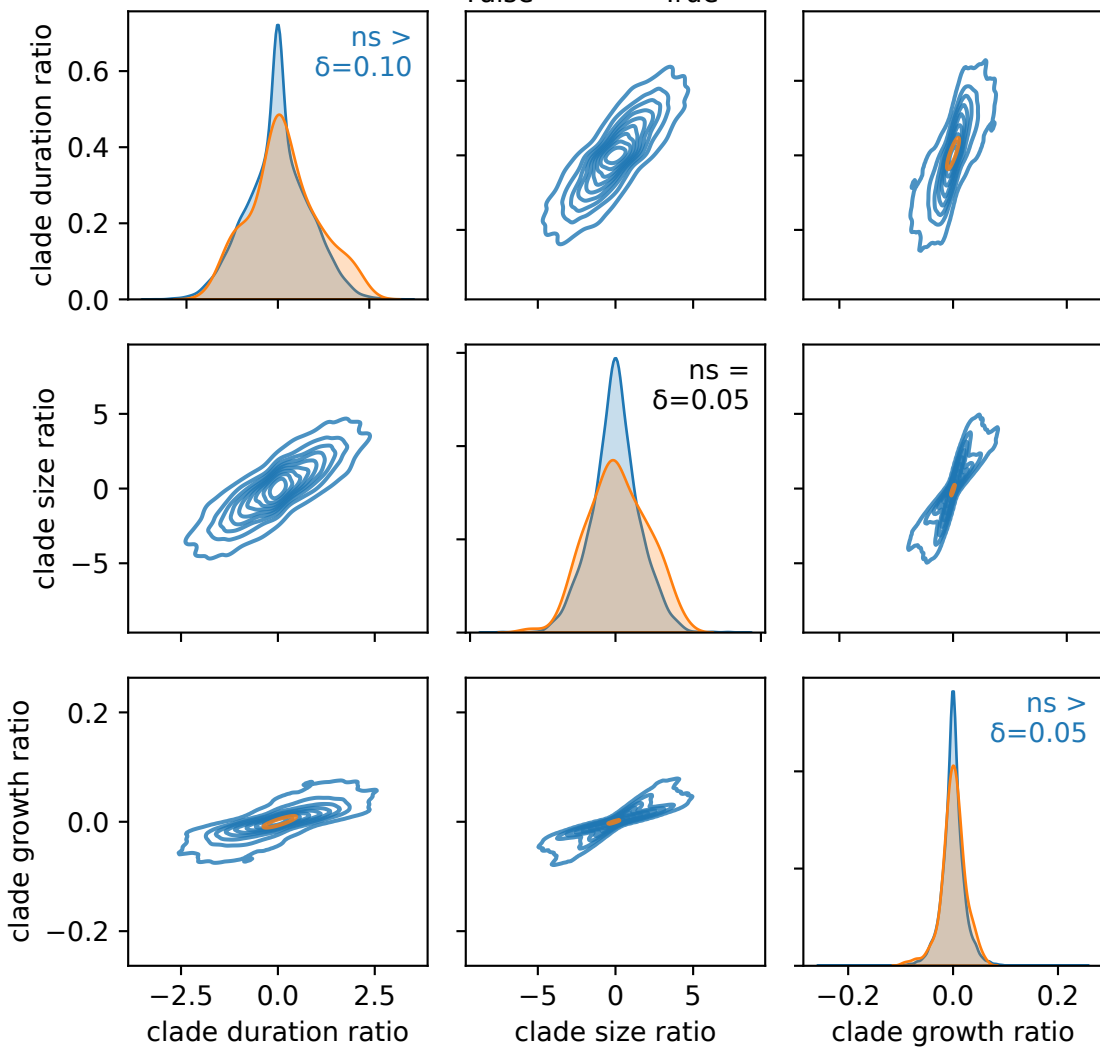 clade duration ratio
0.6
0.4
0.2
0.0
ns >
δ=0.10
clade size ratio
5
0
−5
ns =
δ=0.05
clade growth ratio
0.2
0.0
−0.2
ns >
δ=0.05
−2.5 0.0 2.5
−5 0 5
−0.2 0.0 0.2
clade duration ratio
clade size ratio
clade growth ratio